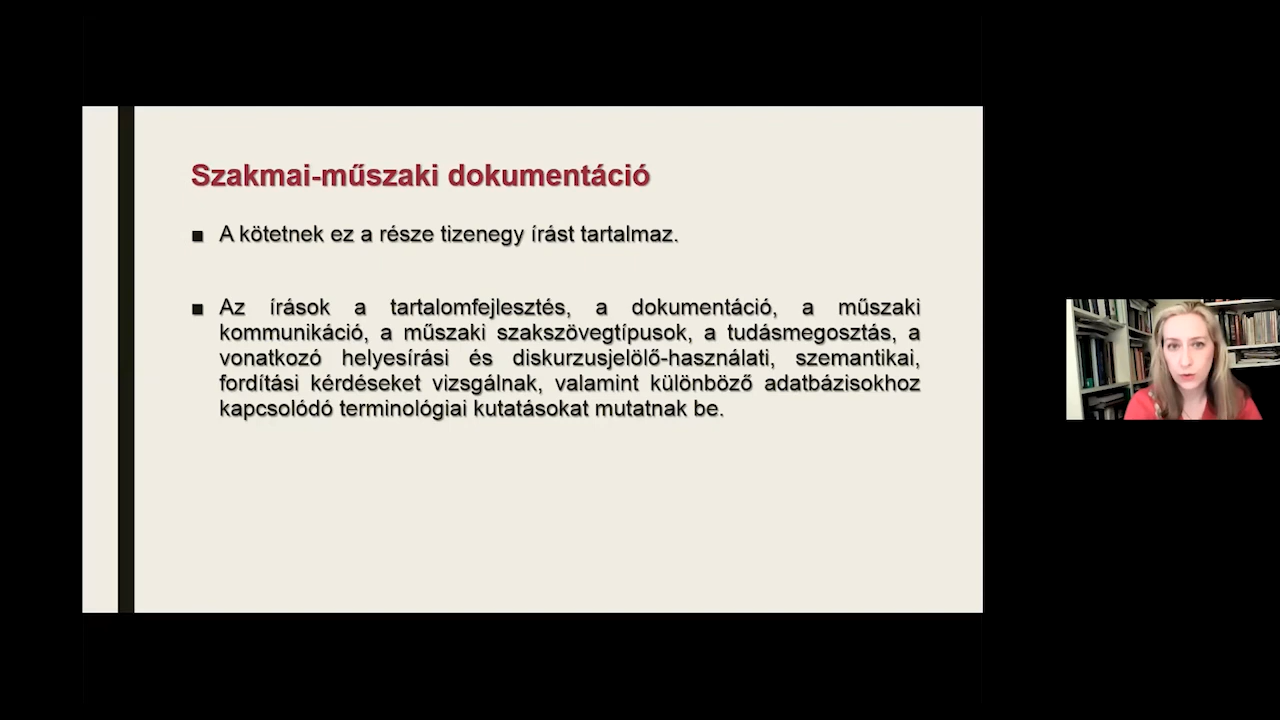 Szakmai-műszaki dokumentáció
■ A kötetnek ez a része tizenegy írást tartalmaz.
■ Az írások a tartalomfejlesztés, a dokumentáció, a műszaki
kommunikáció, a műszaki szakszövegtípusok, a tudásmegosztás, a
vonatkozó helyesírási és diskurzusjelölő-használati, szemantikai,
fordítási kérdéseket vizsgálnak, valamint különböző adatbázisokhoz
kapcsolódó terminológiai kutatásokat mutatnak be.